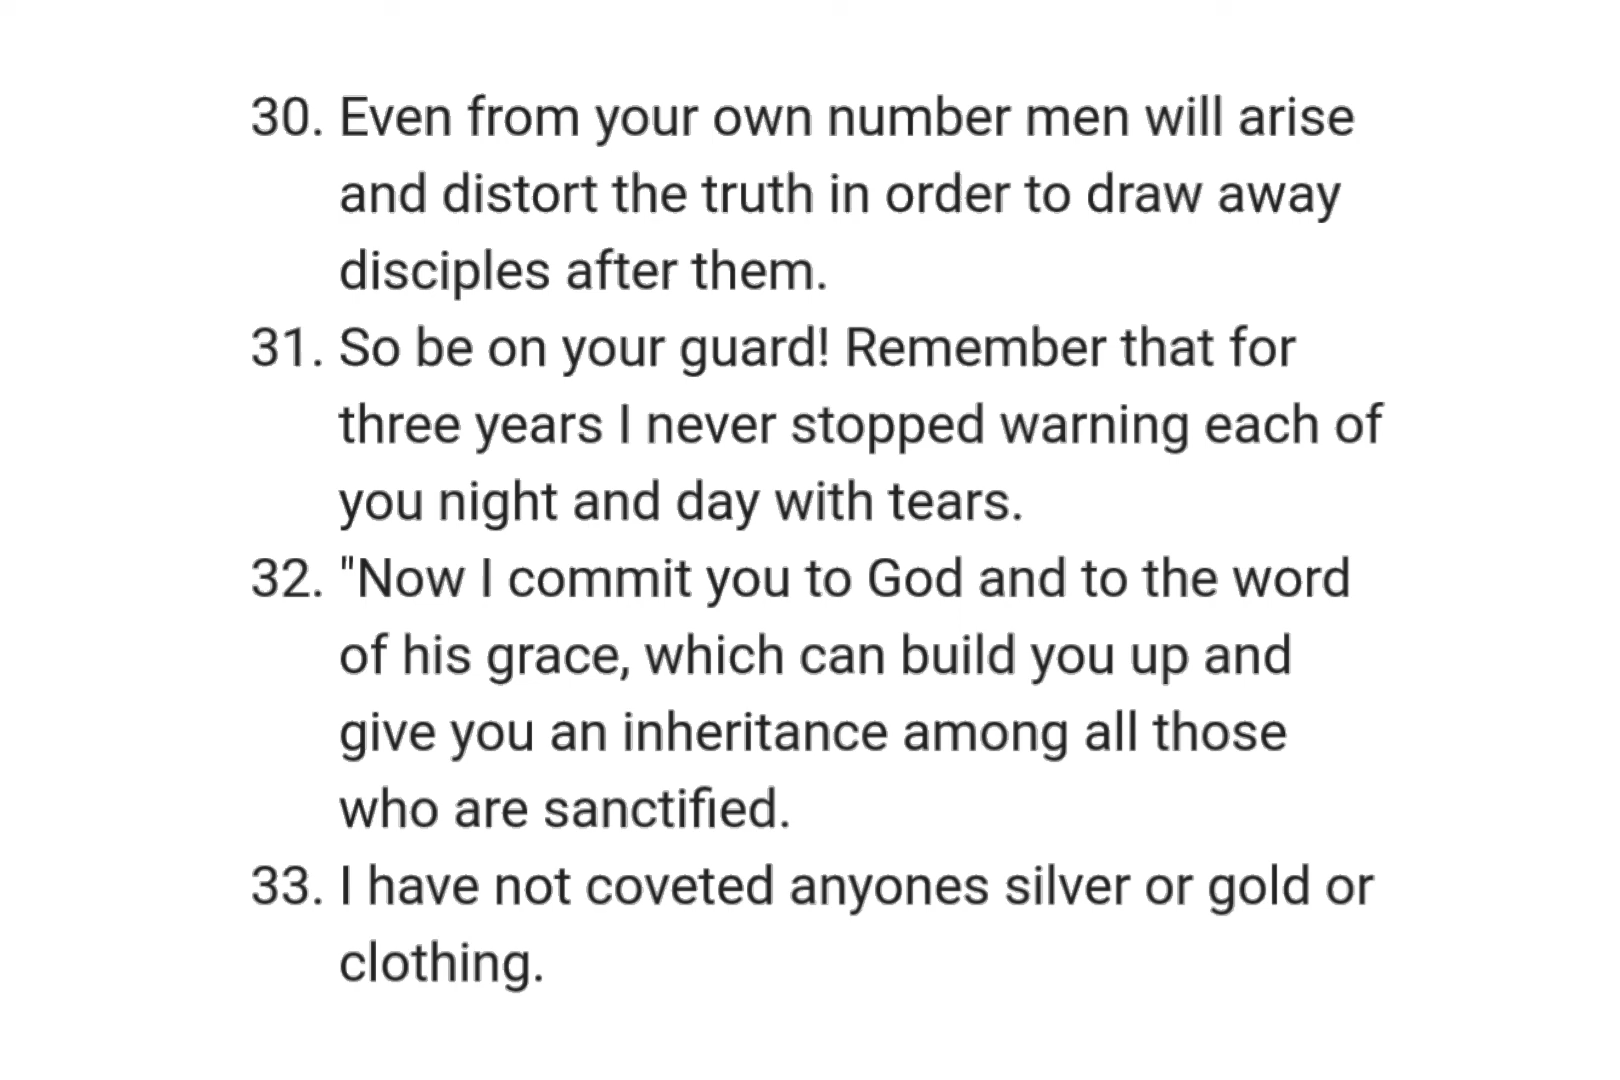 30. Even from your own number men will arise
and distort the truth in order to draw away
disciples after them.
31. So be on your guard! Remember that for
three years I never stopped warning each of
you night and day with tears.
32. "Now I commit you to God and to the word
of his grace, which can build you up and
give you an inheritance among all those
who are sanctified.
33. I have not coveted anyones silver or gold or
clothing.